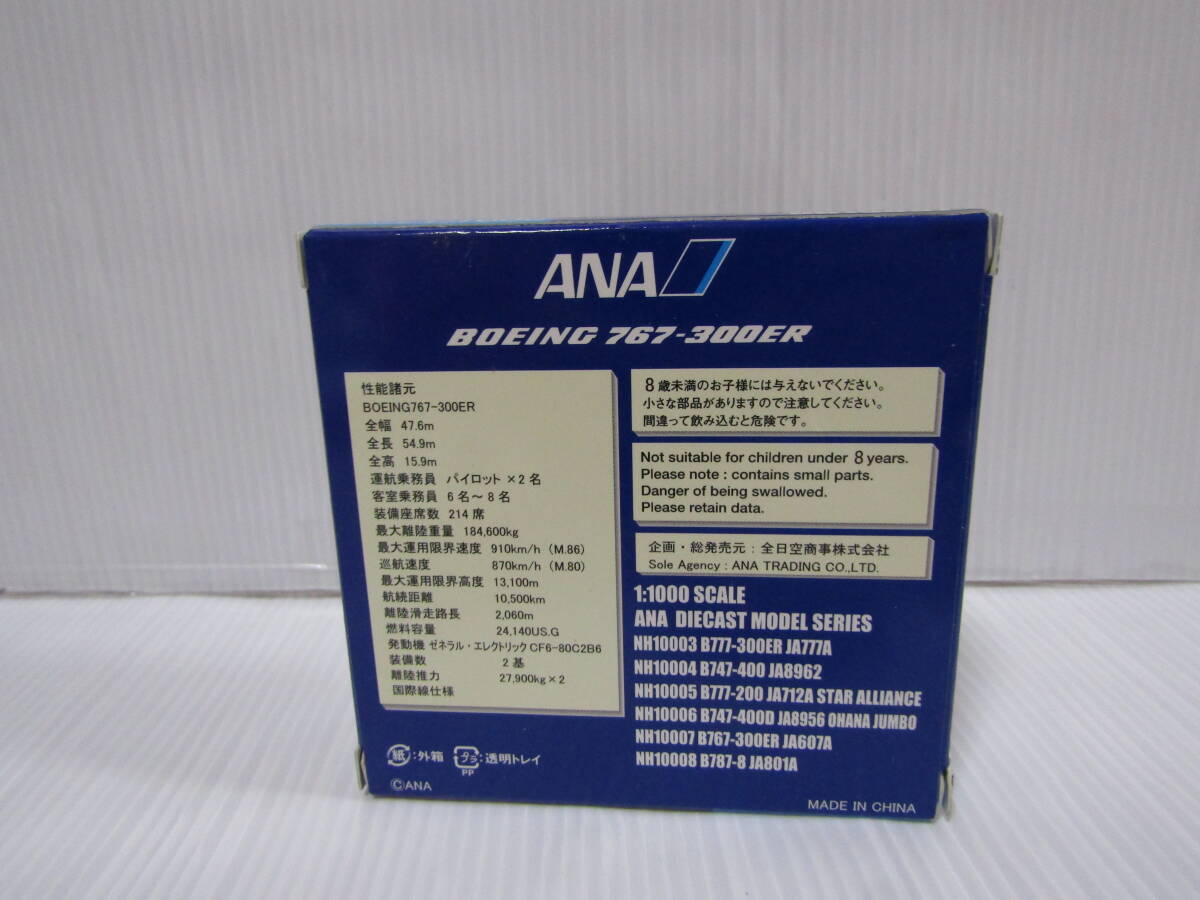 ANA
BOEING 767-300ER
性能諸元
BOEING767-300ER
全幅 47.6m
全長 54.9m
全高 15.9m
運航乗務員 パイロット×2名
客室乗務員 6名～8名
装備座席数 214席
最大離陸重量 184,600kg
最大運用限界速度 910km/h (M.86)
巡航速度 870km/h (M.80)
最大運用限界高度 13,100m
航続距離 10,500km
離陸滑走路長 2,060m
燃料容量 24,140US.G
発動機 ゼネラル・エレクトリック CF6-80C2B6
装備数 2基
離陸推力 27,900kg×2
国際線仕様
紙:外箱 プラ:透明トレイ
PP
©ANA
8歳未満のお子様には与えないでください。
小さな部品がありますので注意してください。
間違って飲み込むと危険です。
Not suitable for children under 8 years.
Please note : contains small parts.
Danger of being swallowed.
Please retain data.
企画・総発売元：全日空商事株式会社
Sole Agency : ANA TRADING CO.,LTD.
1:1000 SCALE
ANA DIECAST MODEL SERIES
NH10003 B777-300ER JA777A
NH10004 B747-400 JA8962
NH10005 B777-200 JA712A STAR ALLIANCE
NH10006 B747-400D JA8956 OHANA JUMBO
NH10007 B767-300ER JA607A
NH10008 B787-8 JA801A
MADE IN CHINA